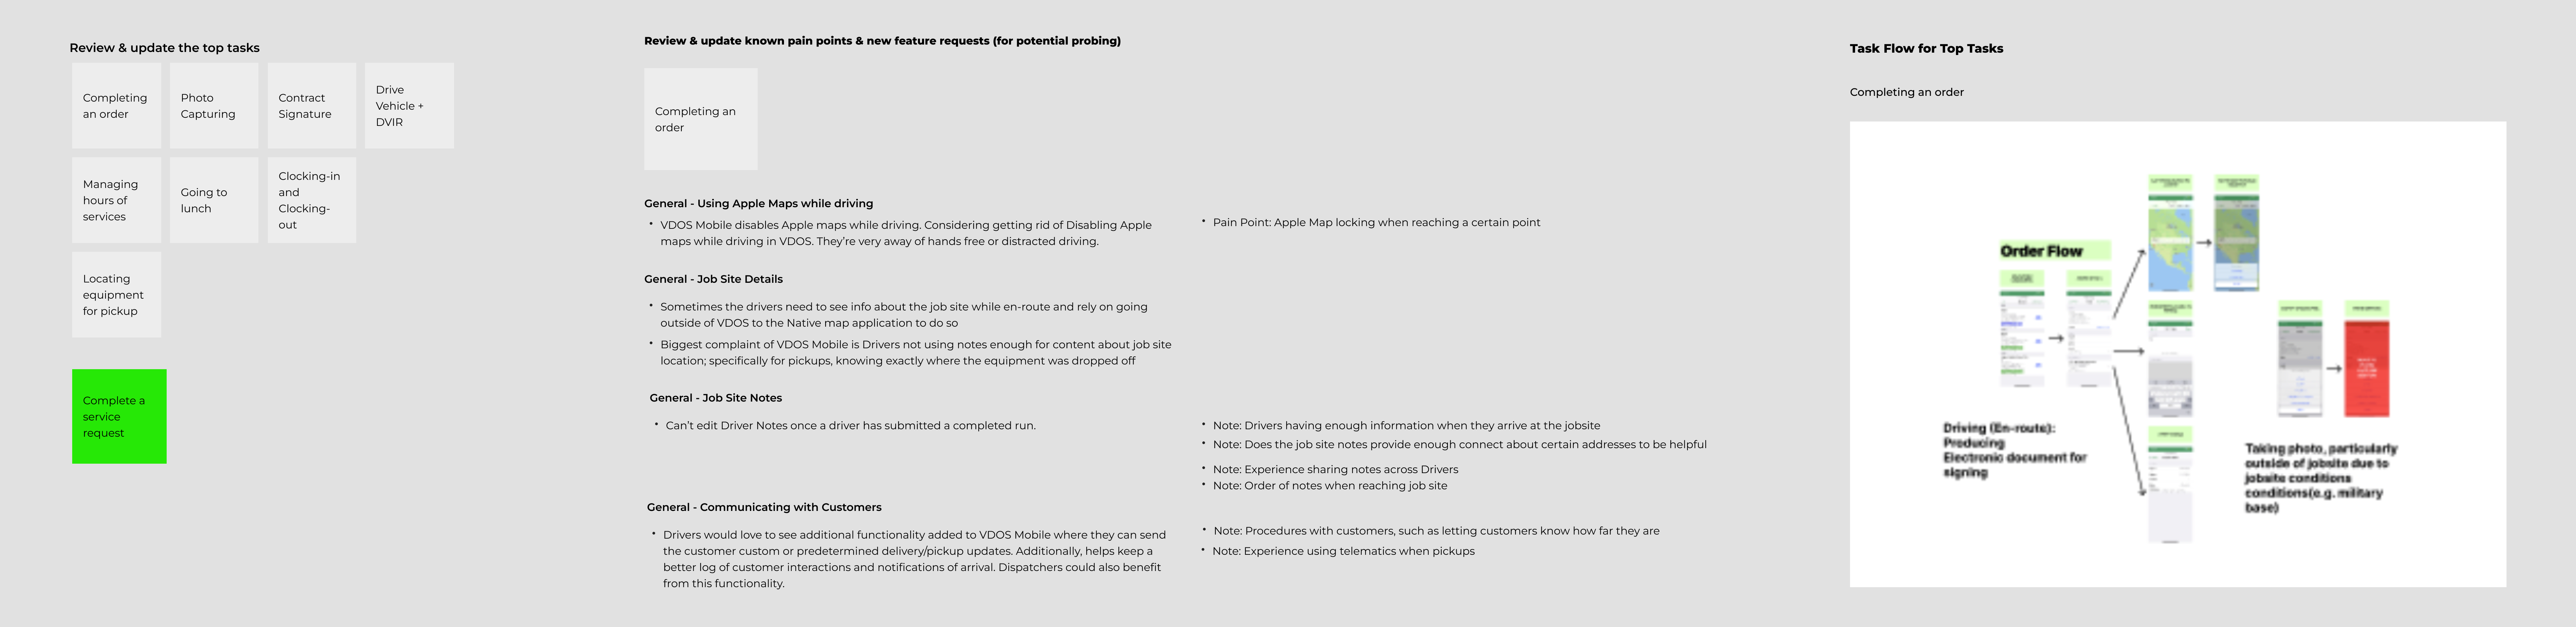 Review & update the top tasks
Completing
an order
Photo
Capturing
Contract
Signature
Drive
Vehicle +
DVIR
Managing
hours of
services
Going to
lunch
Clocking-in
and
Clocking-
out
Locating
equipment
for pickup
Complete a
service
request
Review & update known pain points & new feature requests (for potential probing)
Completing an
order
General - Using Apple Maps while driving
• VDOS Mobile disables Apple maps while driving. Considering getting rid of Disabling Apple
maps while driving in VDOS. They’re very away of hands free or distracted driving.
• Pain Point: Apple Map locking when reaching a certain point
General - Job Site Details
• Sometimes the drivers need to see info about the job site while en-route and rely on going
outside of VDOS to the Native map application to do so
• Biggest complaint of VDOS Mobile is Drivers not using notes enough for content about job site
location; specifically for pickups, knowing exactly where the equipment was dropped off
General - Job Site Notes
• Can’t edit Driver Notes once a driver has submitted a completed run.
• Note: Drivers having enough information when they arrive at the jobsite
• Note: Does the job site notes provide enough connect about certain addresses to be helpful
• Note: Experience sharing notes across Drivers
• Note: Order of notes when reaching job site
General - Communicating with Customers
• Drivers would love to see additional functionality added to VDOS Mobile where they can send
the customer custom or predetermined delivery/pickup updates. Additionally, helps keep a
better log of customer interactions and notifications of arrival. Dispatchers could also benefit
from this functionality.
• Note: Procedures with customers, such as letting customers know how far they are
• Note: Experience using telematics when pickups
Task Flow for Top Tasks
Completing an order
Order Flow
Driving (En-route):
Producing
Electronic document for
signing
Taking photo, particularly
outside of jobsite due to
jobsite conditions
conditions(e.g. military
base)